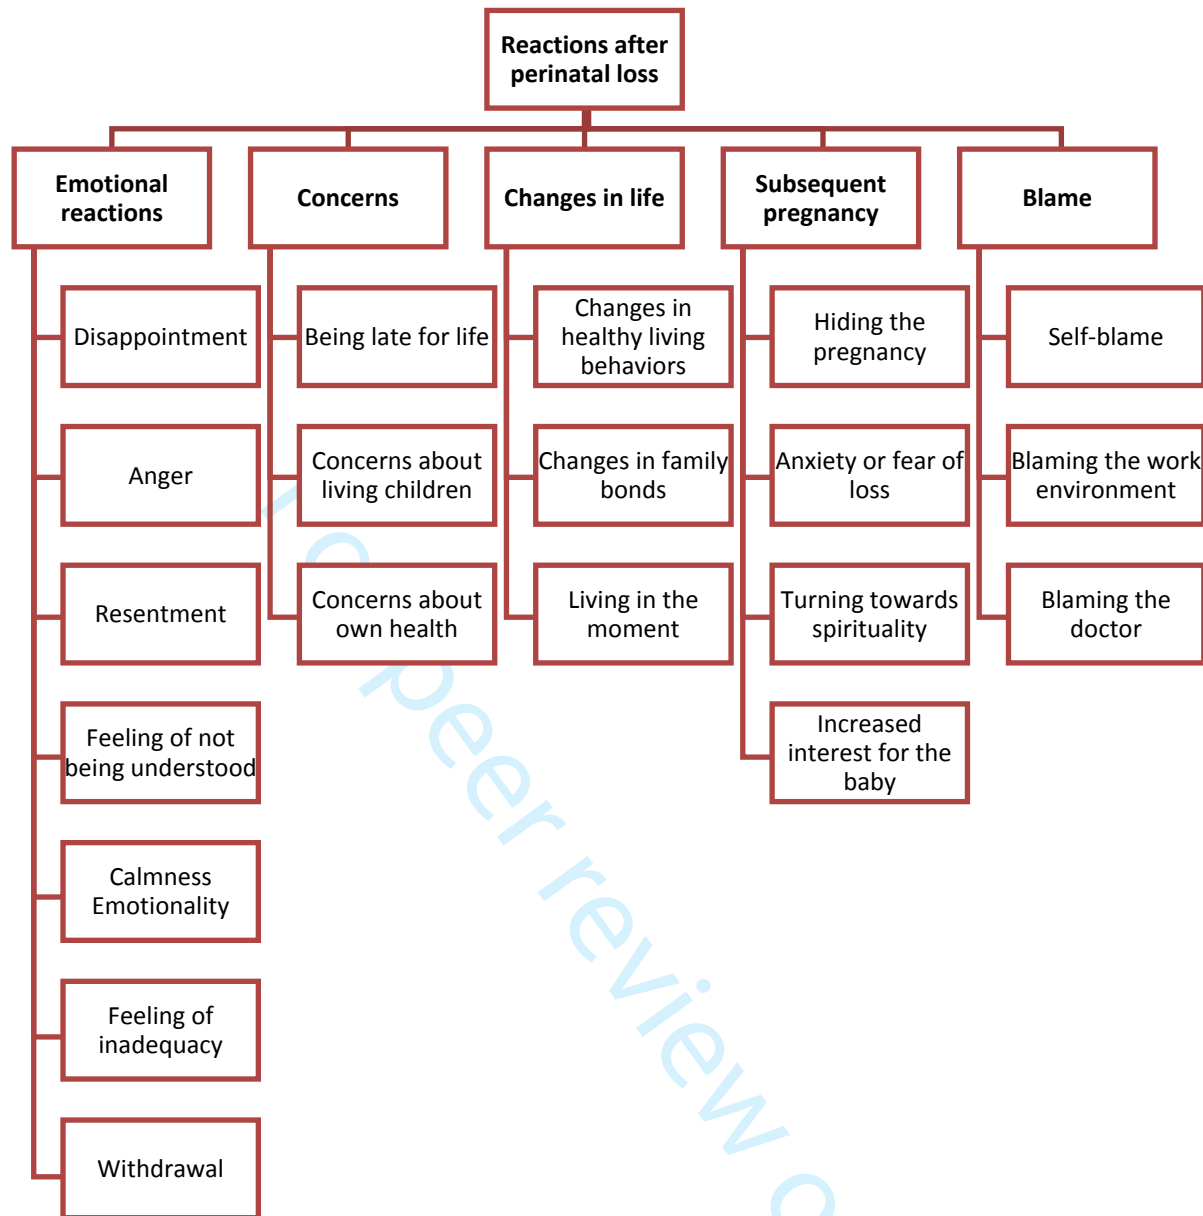 Reactions after
perinatal loss
Emotional
reactions
Concerns
Changes in life
Subsequent
pregnancy
Blame
Disappointment
Anger
Resentment
Feeling of not
being understood
Calmness
Emotionality
Feeling of
inadequacy
Withdrawal
Being late for life
Concerns about
living children
Concerns about
own health
Changes in
healthy living
behaviors
Changes in family
bonds
Living in the
moment
Hiding the
pregnancy
Anxiety or fear of
loss
Turning towards
spirituality
Increased
interest for the
baby
Self-blame
Blaming the work
environment
Blaming the
doctor
peer review